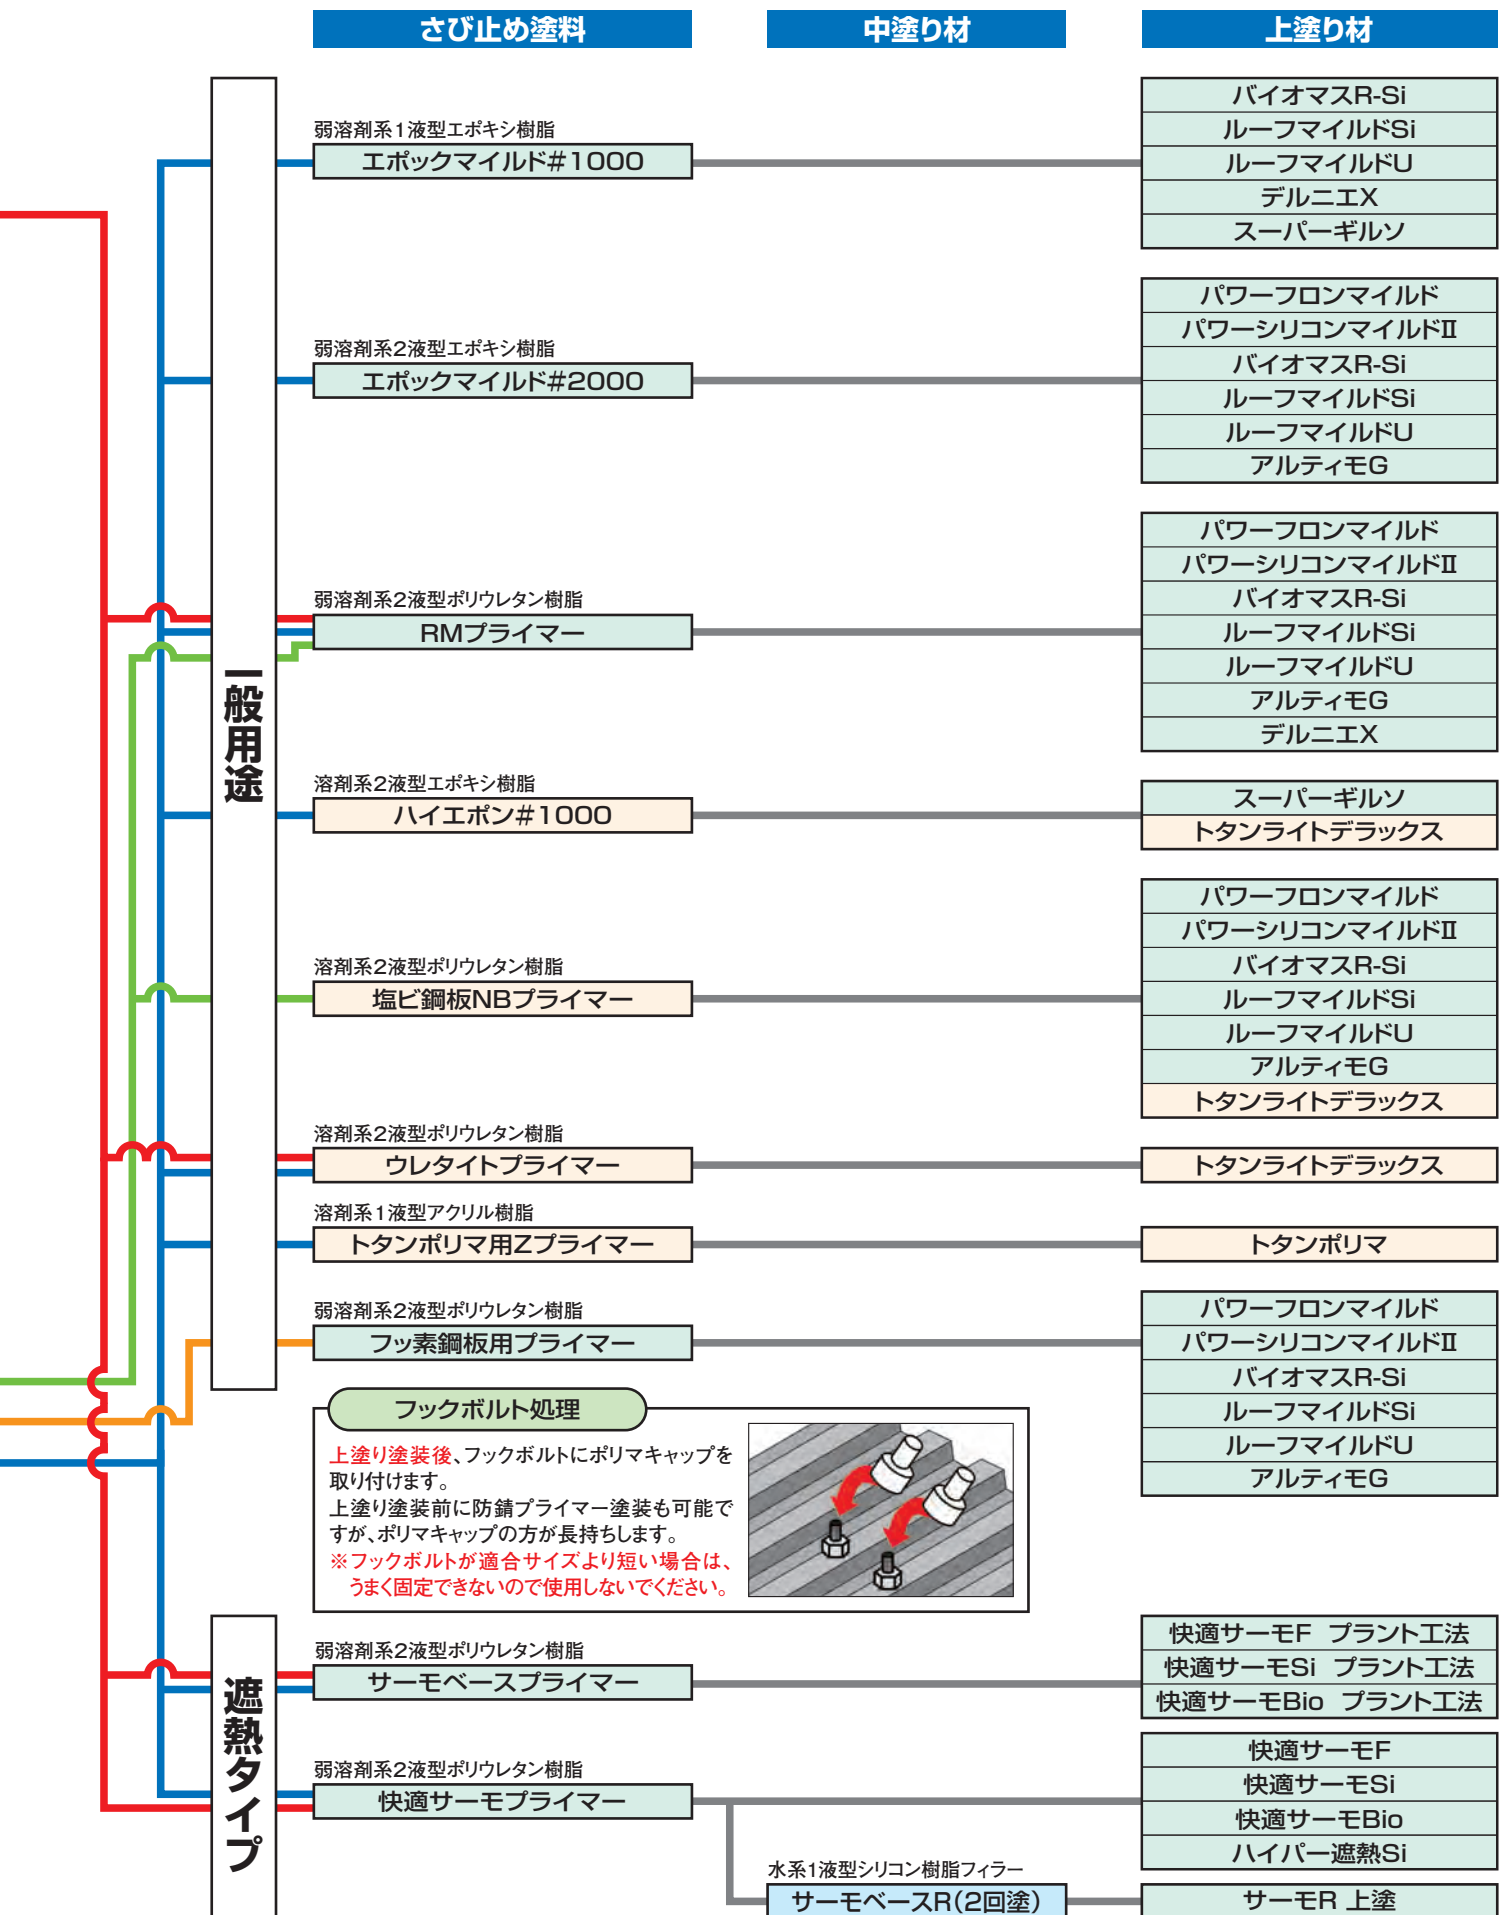 さび止め塗料
中塗り材
上塗り材
一般用途
弱溶剤系1液型エポキシ樹脂
エポックマイルド#1000
バイオマスR-Si
ルーフマイルドSi
ルーフマイルドU
デルニエX
スーパーギルソ
弱溶剤系2液型エポキシ樹脂
エポックマイルド#2000
パワーフロンマイルド
パワーシリコンマイルドⅡ
バイオマスR-Si
ルーフマイルドSi
ルーフマイルドU
アルティモG
弱溶剤系2液型ポリウレタン樹脂
RMプライマー
パワーフロンマイルド
パワーシリコンマイルドⅡ
バイオマスR-Si
ルーフマイルドSi
ルーフマイルドU
アルティモG
デルニエX
溶剤系2液型エポキシ樹脂
ハイエポン#1000
スーパーギルソ
トタンライトデラックス
溶剤系2液型ポリウレタン樹脂
塩ビ鋼板NBプライマー
パワーフロンマイルド
パワーシリコンマイルドⅡ
バイオマスR-Si
ルーフマイルドSi
ルーフマイルドU
アルティモG
トタンライトデラックス
溶剤系2液型ポリウレタン樹脂
ウレタイトプライマー
トタンライトデラックス
溶剤系1液型アクリル樹脂
トタンポリマ用Zプライマー
トタンポリマ
弱溶剤系2液型ポリウレタン樹脂
フッ素鋼板用プライマー
パワーフロンマイルド
パワーシリコンマイルドⅡ
バイオマスR-Si
ルーフマイルドSi
ルーフマイルドU
アルティモG
フックボルト処理
上塗り塗装後、フックボルトにポリマキャップを
取り付けます。
上塗り塗装前に防錆プライマー塗装も可能で
すが、ポリマキャップの方が長持ちします。
※フックボルトが適合サイズより短い場合は、
うまく固定できないので使用しないでください。
遮熱タイプ
弱溶剤系2液型ポリウレタン樹脂
サーモベースプライマー
快適サーモF プラント工法
快適サーモSi プラント工法
快適サーモBio プラント工法
弱溶剤系2液型ポリウレタン樹脂
快適サーモプライマー
快適サーモF
快適サーモSi
快適サーモBio
ハイパー遮熱Si
水系1液型シリコン樹脂フィラー
サーモベースR(2回塗)
サーモR 上塗